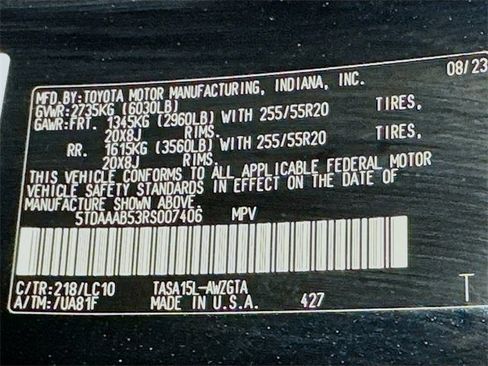 MFD.BY:TOYOTA MOTOR MANUFACTURING, INDIANA, INC. 08/23
GVWR:2735KG (6030LB)
GAWR:FRT. 1345KG (2960LB) WITH 255/55R20 TIRES,
20X8J RIMS.
RR. 1615KG (3560LB) WITH 255/55R20 TIRES,
20X8J RIMS.
THIS VEHICLE CONFORMS TO ALL APPLICABLE FEDERAL MOTOR
VEHICLE SAFETY STANDARDS IN EFFECT ON THE DATE OF
MANUFACTURE SHOWN ABOVE.
5TDAAAB53RS007406 MPV
C/TR:218/LC10 TASA15L-AWZGTA T
A/TM:/UA81F MADE IN U.S.A. 427